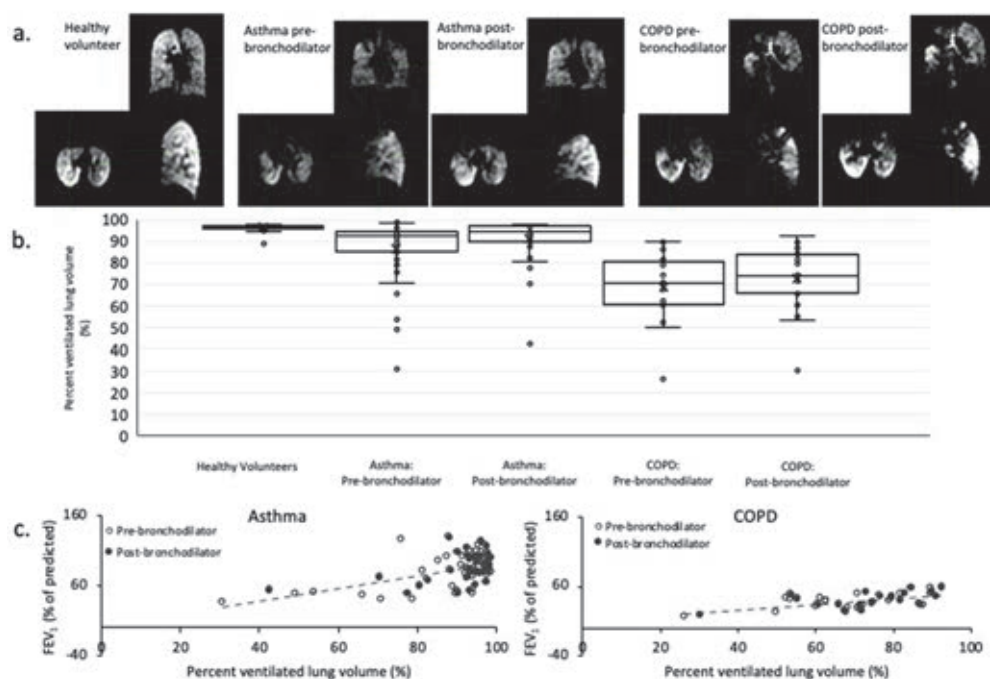 a.
Healthy
volunteer
Asthma pre-
bronchodilator
Asthma post-
bronchodilator
COPD pre-
bronchodilator
COPD post-
bronchodilator
b.
Percent ventilated lung volume
(%)
100
90
80
70
60
50
40
30
20
10
0
Healthy Volunteers
Asthma:
Pre-bronchodilator
Asthma:
Post-bronchodilator
COPD:
Pre-bronchodilator
COPD:
Post-bronchodilator
c.
Asthma
FEV₁ (% of predicted)
160
60
-40
Pre-bronchodilator
Post-bronchodilator
0 20 40 60 80 100
Percent ventilated lung volume (%)
COPD
FEV₁ (% of predicted)
160
60
-40
Pre-bronchodilator
Post-bronchodilator
0 20 40 60 80 100
Percent ventilated lung volume (%)